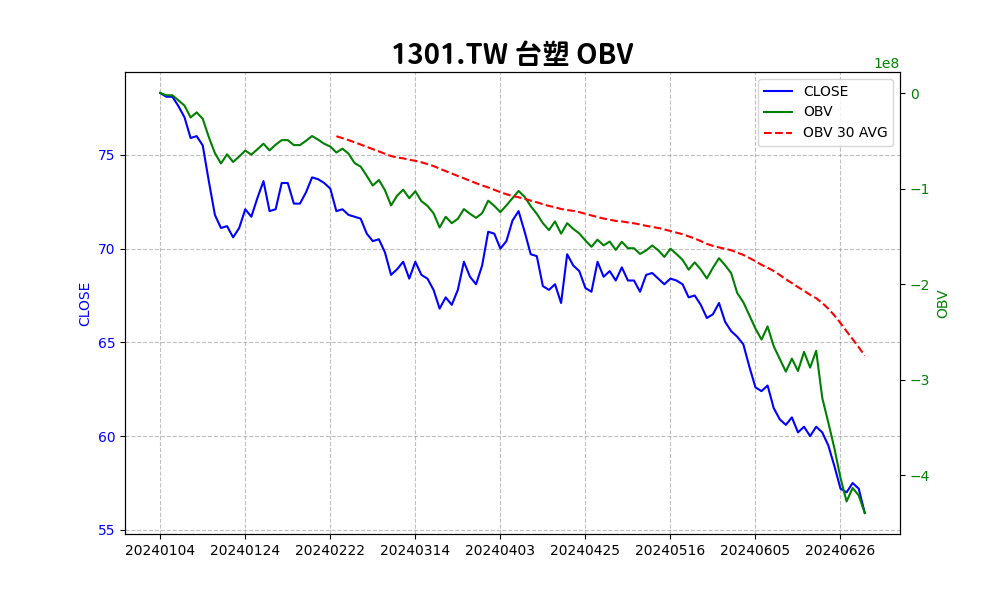 1301.TW 台塑 OBV
1e8
CLOSE
OBV
OBV 30 AVG
75
70
65
60
55
CLOSE
0
−1
−2
−3
−4
OBV
20240104 20240124 20240222 20240314 20240403 20240425 20240516 20240605 20240626